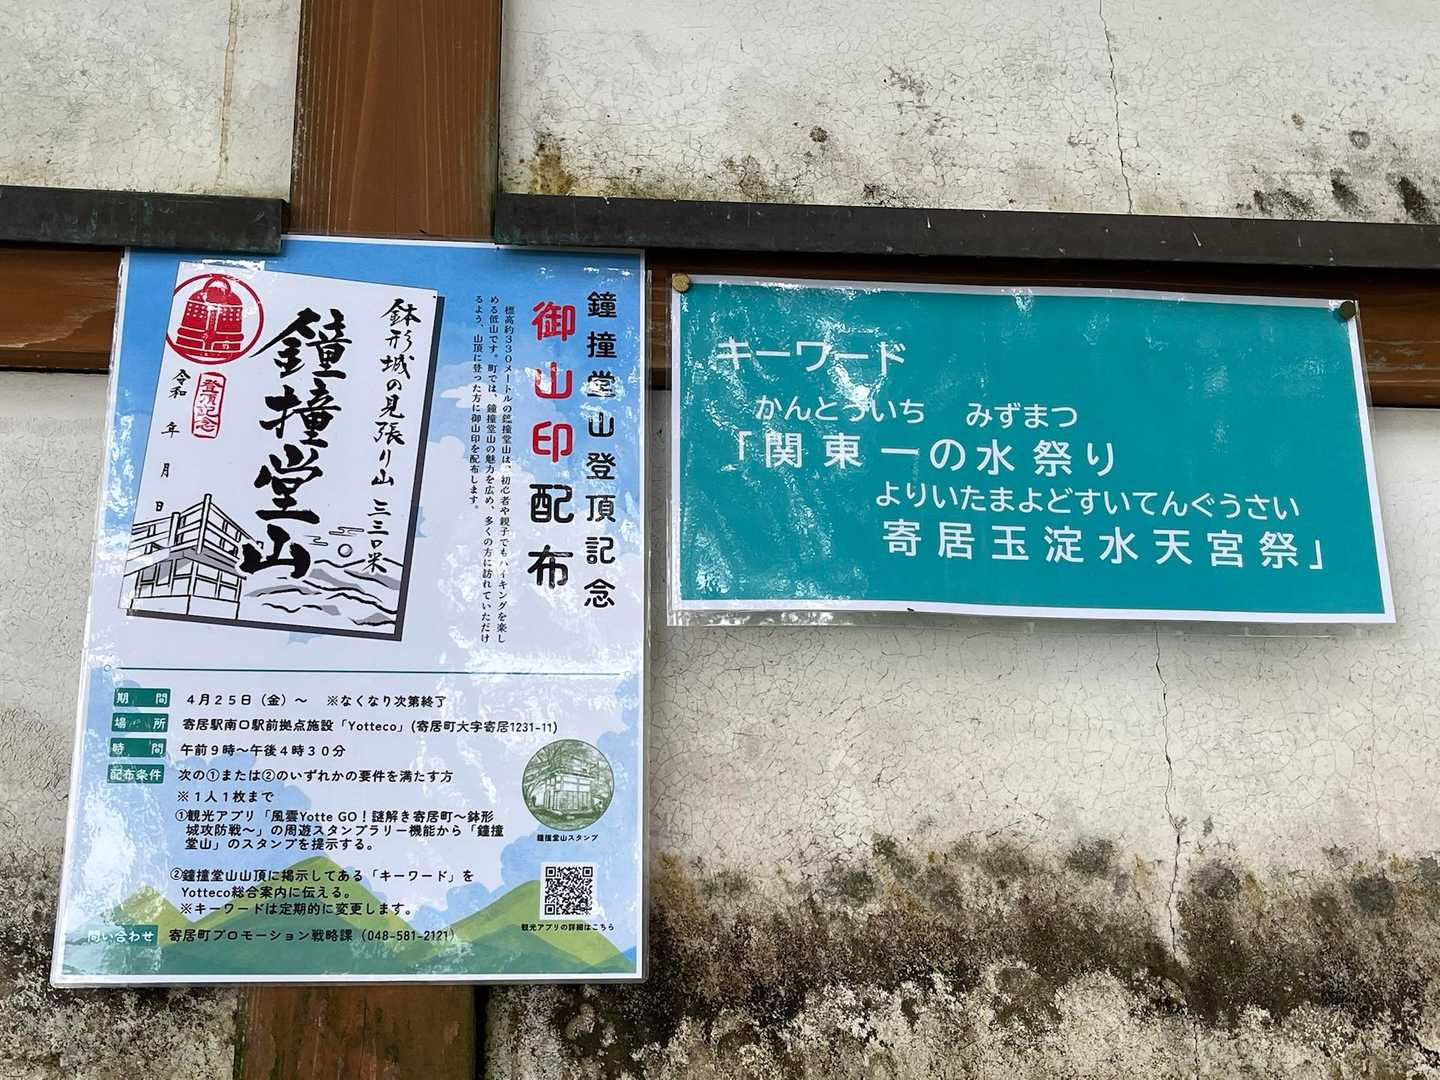 鐘撞堂山登頂記念
御山印配布
標高約330メートルの鐘撞堂山は、初心者や親子でもハイキングを楽し
める低山です。町では、鐘撞堂山の魅力を広め、多くの方に訪れていただけ
るよう、山頂に登った方に御山印を配布します。
鉢形城の見張り山 三三〇米
鐘撞堂山
登頂記念
令和 年 月 日
期間 4月25日(金)~ ※なくなり次第終了
場所 寄居駅南口駅前拠点施設「Yotteco」(寄居町大字寄居1231-11)
時間 午前9時~午後4時30分
配布条件 次の①または②のいずれかの要件を満たす方
※1人1枚まで
①観光アプリ「風雲Yotte GO!謎解き寄居町~鉢形
城攻防戦~」の周遊スタンプラリー機能から「鐘撞
堂山」のスタンプを提示する。
②鐘撞堂山山頂に掲示してある「キーワード」を
Yotteco総合案内に伝える。
※キーワードは定期的に変更します。
鐘撞堂山スタンプ
観光アプリの詳細はこちら
問い合わせ 寄居町プロモーション戦略課(048-581-2121)
キーワード
かんとういち みずまつ
「関東一の水祭り
よりいたまよどすいてんぐうさい
寄居玉淀水天宮祭」